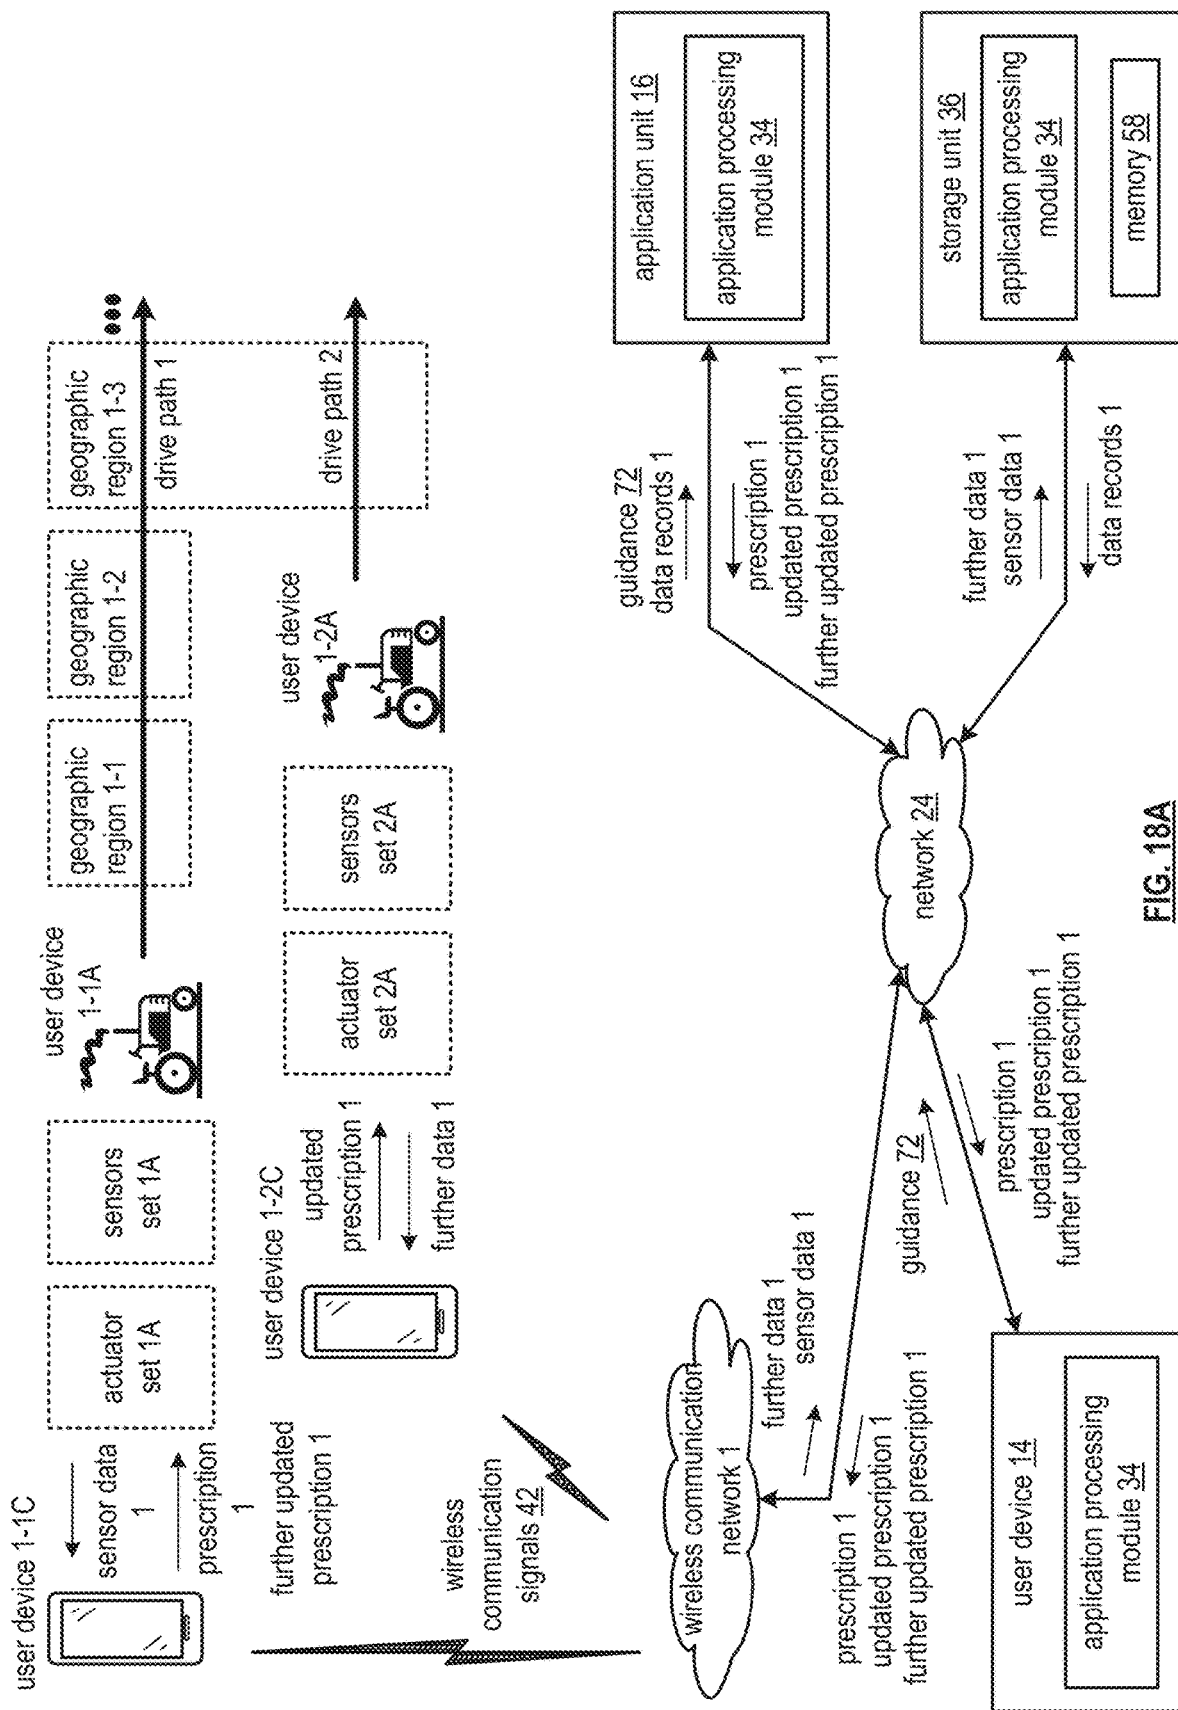 user device 1-1C
sensor data
1
prescription
1
further updated
prescription 1
actuator
set 1A
sensors
set 1A
user device
1-1A
geographic
region 1-1
geographic
region 1-2
geographic
region 1-3
drive path 1
user device 1-2C
updated
prescription 1
further data 1
actuator
set 2A
sensors
set 2A
user device
1-2A
drive path 2
wireless
communication
signals 42
wireless communication
network 1
further data 1
sensor data 1
prescription 1
updated prescription 1
further updated prescription 1
network 24
guidance 72
data records 1
prescription 1
updated prescription 1
further updated prescription 1
application unit 16
application processing
module 34
guidance 72
prescription 1
updated prescription 1
further updated prescription 1
user device 14
application processing
module 34
further data 1
sensor data 1
data records 1
storage unit 36
application processing
module 34
memory 58
FIG. 18A